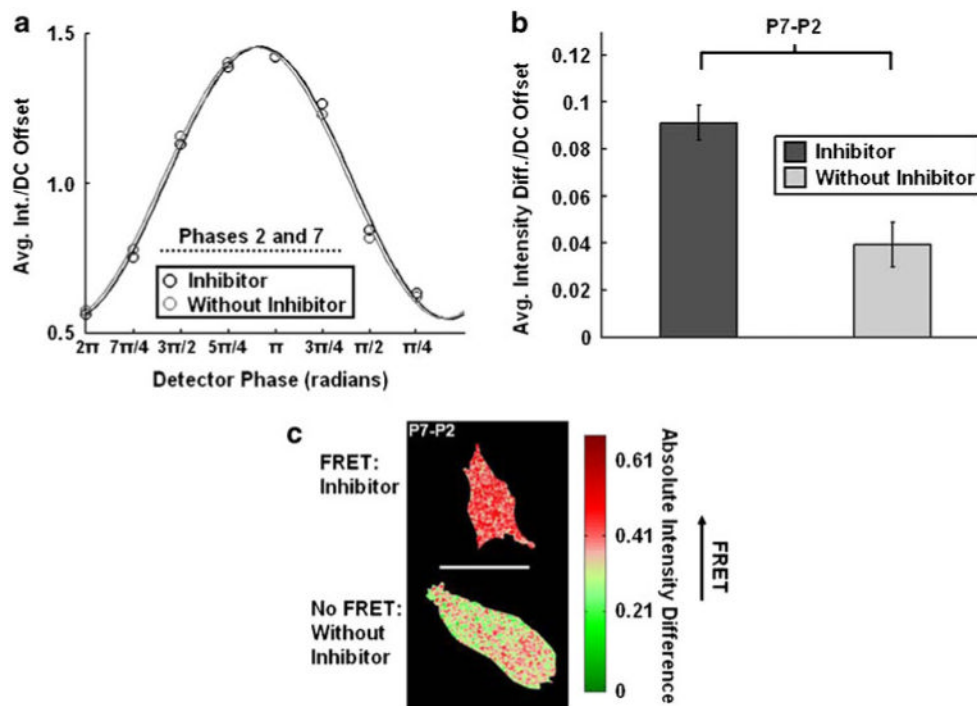 a
1.5
1.0
0.5
Avg. Int./DC Offset
Phases 2 and 7
Inhibitor
Without Inhibitor
2π 7π/4 3π/2 5π/4 π 3π/4 π/2 π/4
Detector Phase (radians)
b
P7-P2
0.12
0.1
0.08
0.06
0.04
0.02
0
Avg. Intensity Diff./DC Offset
Inhibitor
Without Inhibitor
c
P7-P2
FRET:
Inhibitor
No FRET:
Without
Inhibitor
0.61
0.41
0.21
0
Absolute Intensity Difference
FRET